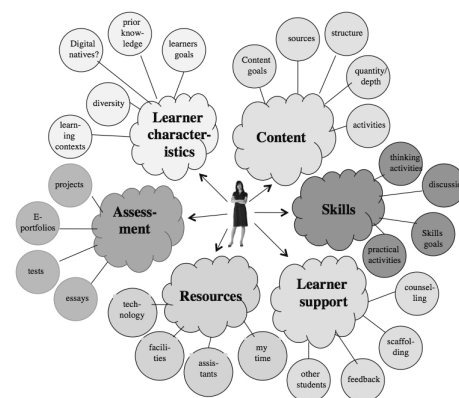 prior
know-
ledge
Digital
natives?
learners
goals
diversity
learn-
ing
contexts
Learner
character-
istics
sources
structure
Content
goals
quantity/
depth
activities
Content
thinking
activities
discussio
Skills
goals
practical
activities
Skills
projects
E-
portfolios
tests
essays
Assess-
ment
Resources
tech-
nology
facili-
ties
assis-
tants
my
time
Learner
support
counsel-
ling
scaffol-
ding
feedback
other
students